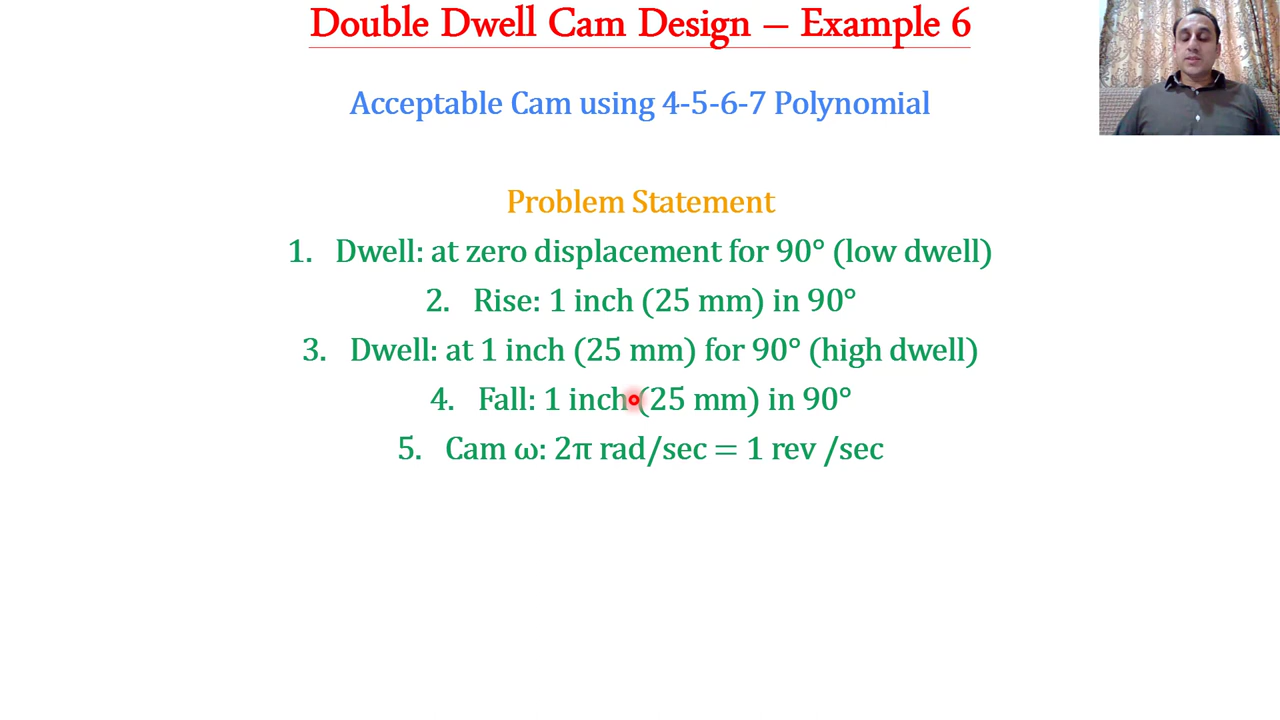 Double Dwell Cam Design – Example 6
Acceptable Cam using 4-5-6-7 Polynomial
Problem Statement
1. Dwell: at zero displacement for 90° (low dwell)
2. Rise: 1 inch (25 mm) in 90°
3. Dwell: at 1 inch (25 mm) for 90° (high dwell)
4. Fall: 1 inch (25 mm) in 90°
5. Cam ω: 2π rad/sec = 1 rev /sec